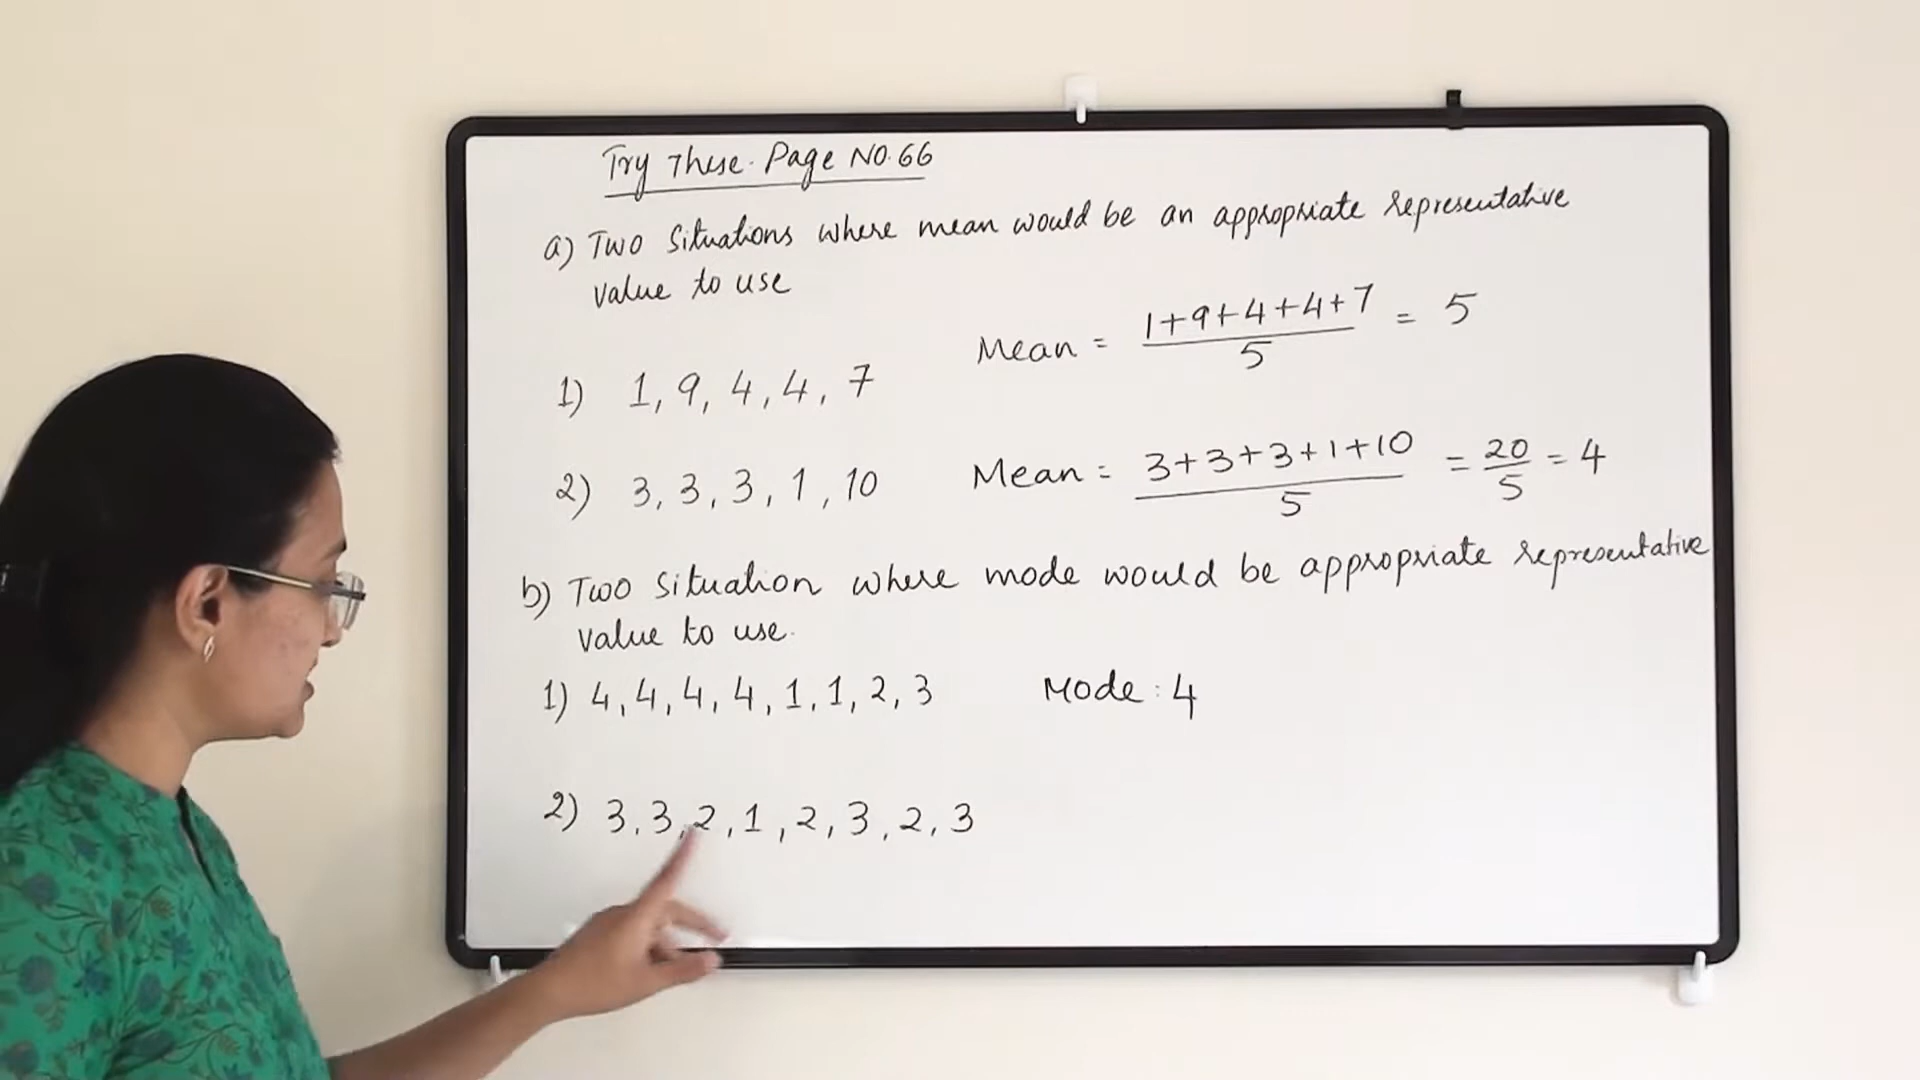 Try These. Page NO. 66
a) Two situations where mean would be an appropriate representative
value to use
1) 1, 9, 4, 4, 7
Mean = 1+9+4+4+7 / 5 = 5
2) 3, 3, 3, 1, 10
Mean = 3+3+3+1+10 / 5 = 20 / 5 = 4
b) Two situation where mode would be appropriate representative
value to use.
1) 4, 4, 4, 4, 1, 1, 2, 3
Mode : 4
2) 3, 3, 2, 1, 2, 3, 2, 3